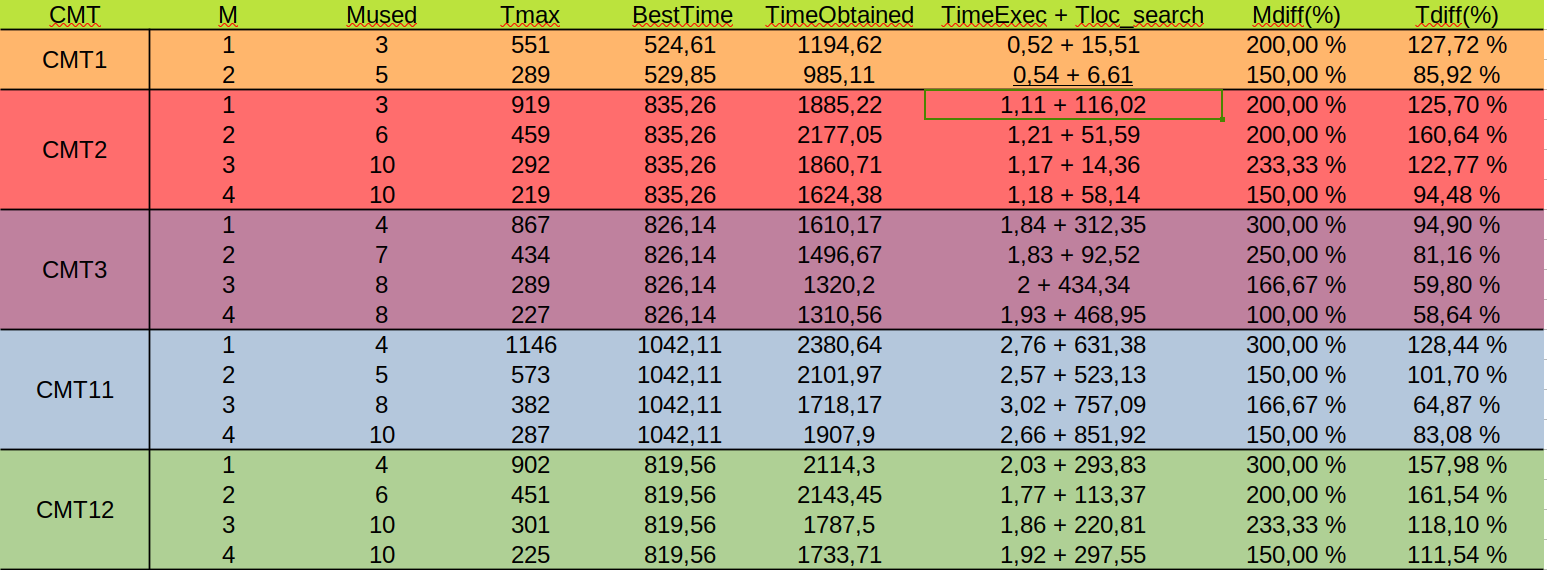 CMT M Mused Tmax BestTime TimeObtained TimeExec + Tloc_search Mdiff(%) Tdiff(%)
CMT1
1 3 551 524,61 1194,62 0,52 + 15,51 200,00 % 127,72 %
2 5 289 529,85 985,11 0,54 + 6,61 150,00 % 85,92 %
CMT2
1 3 919 835,26 1885,22 1,11 + 116,02 200,00 % 125,70 %
2 6 459 835,26 2177,05 1,21 + 51,59 200,00 % 160,64 %
3 10 292 835,26 1860,71 1,17 + 14,36 233,33 % 122,77 %
4 10 219 835,26 1624,38 1,18 + 58,14 150,00 % 94,48 %
CMT3
1 4 867 826,14 1610,17 1,84 + 312,35 300,00 % 94,90 %
2 7 434 826,14 1496,67 1,83 + 92,52 250,00 % 81,16 %
3 8 289 826,14 1320,2 2 + 434,34 166,67 % 59,80 %
4 8 227 826,14 1310,56 1,93 + 468,95 100,00 % 58,64 %
CMT11
1 4 1146 1042,11 2380,64 2,76 + 631,38 300,00 % 128,44 %
2 5 573 1042,11 2101,97 2,57 + 523,13 150,00 % 101,70 %
3 8 382 1042,11 1718,17 3,02 + 757,09 166,67 % 64,87 %
4 10 287 1042,11 1907,9 2,66 + 851,92 150,00 % 83,08 %
CMT12
1 4 902 819,56 2114,3 2,03 + 293,83 300,00 % 157,98 %
2 6 451 819,56 2143,45 1,77 + 113,37 200,00 % 161,54 %
3 10 301 819,56 1787,5 1,86 + 220,81 233,33 % 118,10 %
4 10 225 819,56 1733,71 1,92 + 297,55 150,00 % 111,54 %